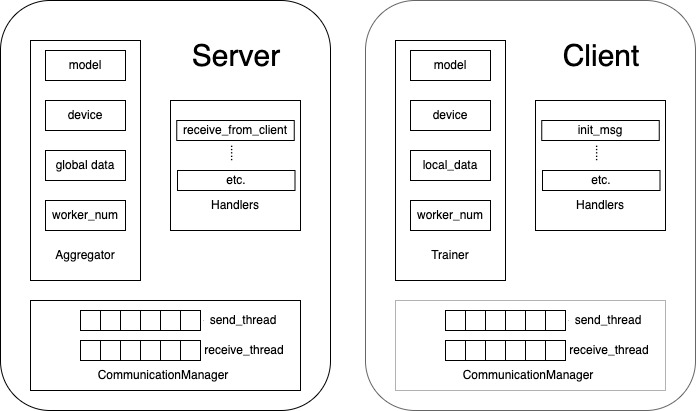 Server
model
device
global data
worker_num
Aggregator
receive_from_client
etc.
Handlers
send_thread
receive_thread
CommunicationManager
Client
model
device
local_data
worker_num
Trainer
init_msg
etc.
Handlers
send_thread
receive_thread
CommunicationManager